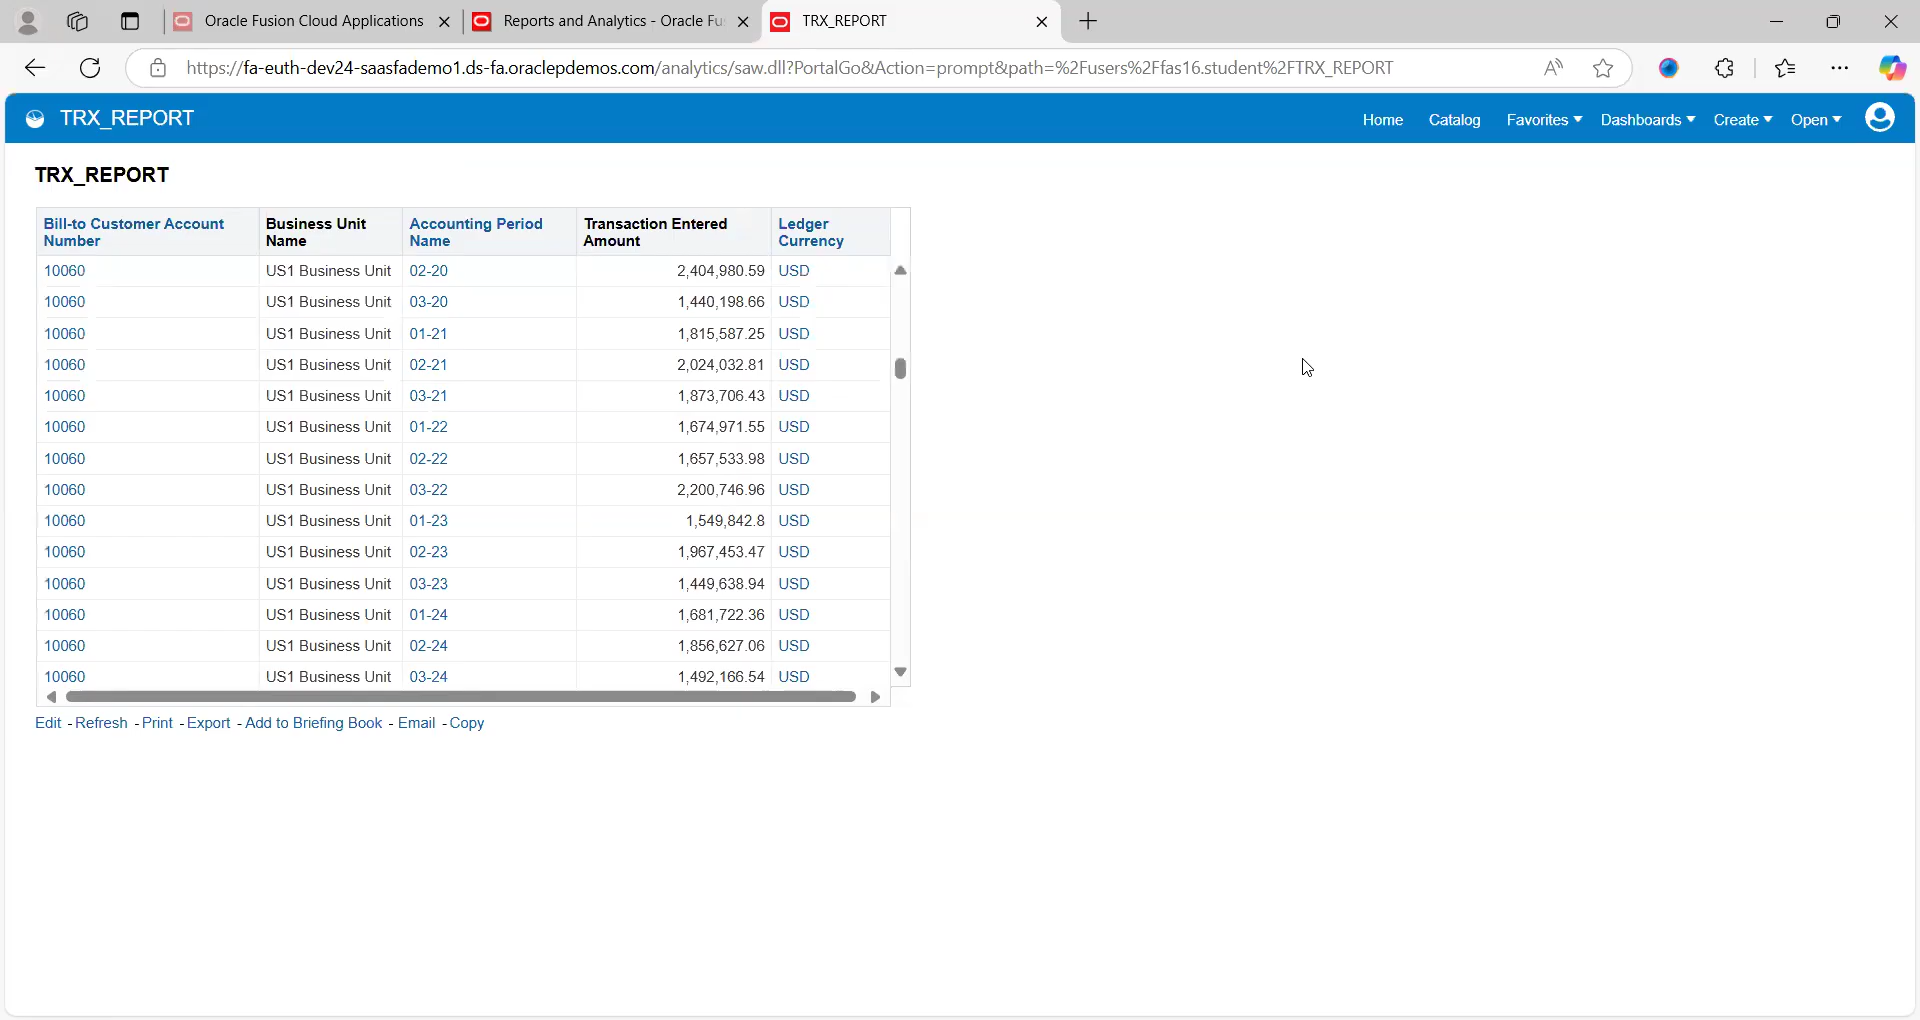 Oracle Fusion Cloud Applications
Reports and Analytics - Oracle Fu
TRX_REPORT
https://fa-euth-dev24-saasfademo1.ds-fa.oraclepdemos.com/analytics/saw.dll?PortalGo&Action=prompt&path=%2Fusers%2Ffas16.student%2FTRX_REPORT
TRX_REPORT
Home Catalog Favorites Dashboards Create Open
TRX_REPORT
Bill-to Customer Account Number Business Unit Name Accounting Period Name Transaction Entered Amount Ledger Currency
10060 US1 Business Unit 02-20 2,404,980.59 USD
10060 US1 Business Unit 03-20 1,440,198.66 USD
10060 US1 Business Unit 01-21 1,815,587.25 USD
10060 US1 Business Unit 02-21 2,024,032.81 USD
10060 US1 Business Unit 03-21 1,873,706.43 USD
10060 US1 Business Unit 01-22 1,674,971.55 USD
10060 US1 Business Unit 02-22 1,657,533.98 USD
10060 US1 Business Unit 03-22 2,200,746.96 USD
10060 US1 Business Unit 01-23 1,549,842.8 USD
10060 US1 Business Unit 02-23 1,967,453.47 USD
10060 US1 Business Unit 03-23 1,449,638.94 USD
10060 US1 Business Unit 01-24 1,681,722.36 USD
10060 US1 Business Unit 02-24 1,856,627.06 USD
10060 US1 Business Unit 03-24 1,492,166.54 USD
Edit - Refresh - Print - Export - Add to Briefing Book - Email - Copy